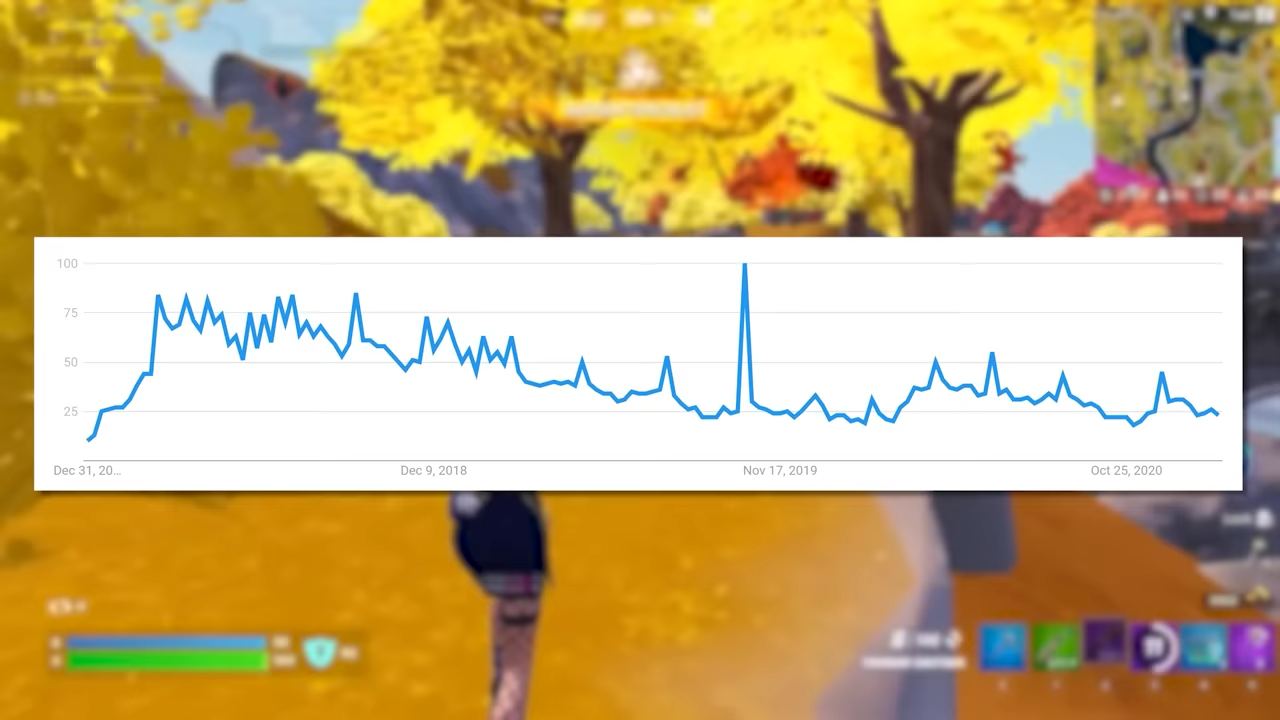 100
75
50
25
Dec 31, 20...
Dec 9, 2018
Nov 17, 2019
Oct 25, 2020